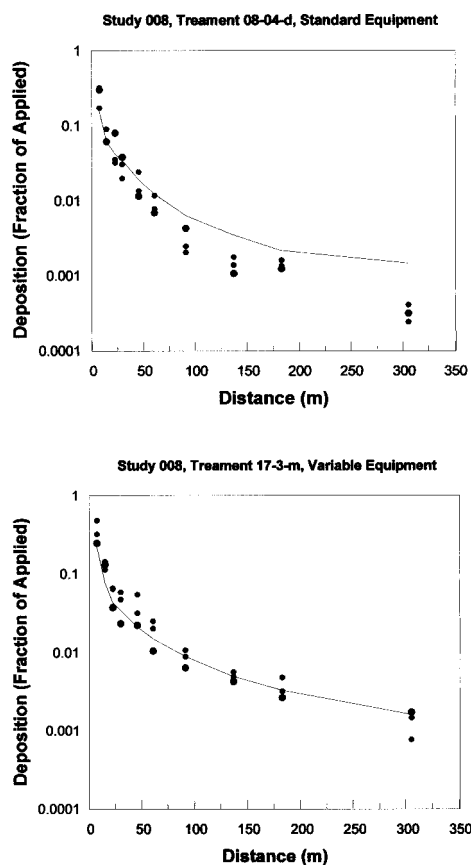 Study 008, Treament 08-04-d, Standard Equipment
1
0.1
0.01
0.001
0.0001
Deposition (Fraction of Applied)
0 50 100 150 200 250 300 350
Distance (m)
Study 008, Treament 17-3-m, Variable Equipment
1
0.1
0.01
0.001
0.0001
Deposition (Fraction of Applied)
0 50 100 150 200 250 300 350
Distance (m)